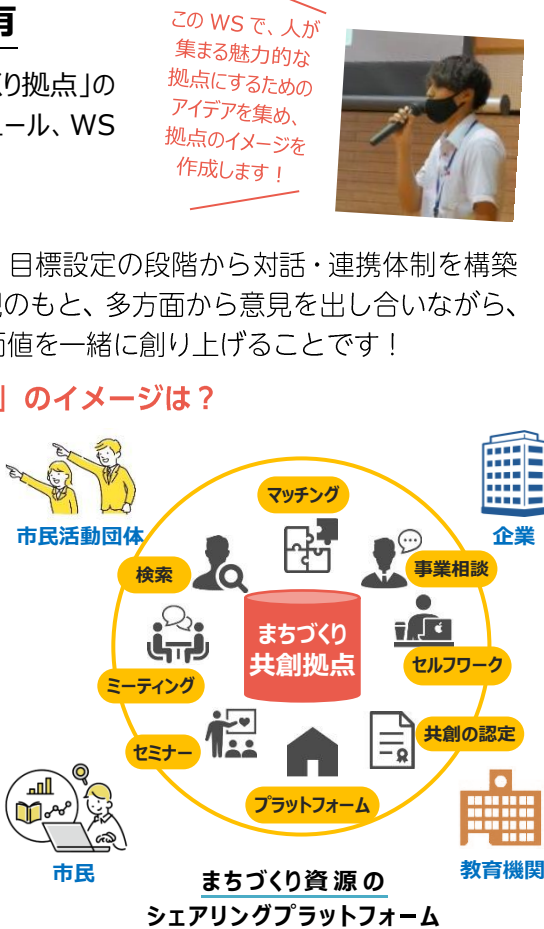 有
この WS で、人が
集まる魅力的な
拠点にするための
アイデアを集め、
拠点のイメージを
作成します！
くり拠点」の
ュール、WS
目標設定の段階から対話・連携体制を構築
のもと、多方面から意見を出し合いながら、
価値を一緒に創り上げることです！
」のイメージは？
市民活動団体
企業
マッチング
検索
事業相談
まちづくり
共創拠点
ミーティング
セルフワーク
セミナー
共創の認定
プラットフォーム
市民
教育機関
まちづくり資源の
シェアリングプラットフォーム